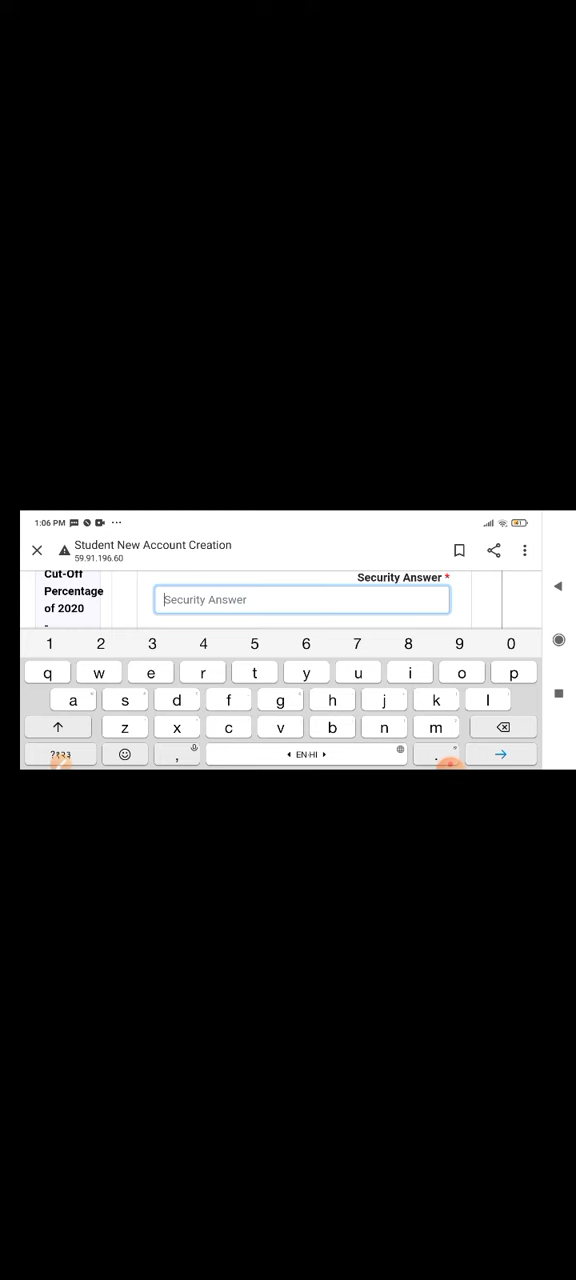 1:06 PM
Student New Account Creation
59.91.196.60
Cut-Off
Percentage
of 2020
-
Security Answer *
Security Answer
1 2 3 4 5 6 7 8 9 0
q w e r t y u i o p
a s d f g h j k l
z x c v b n m
, EN·HI .